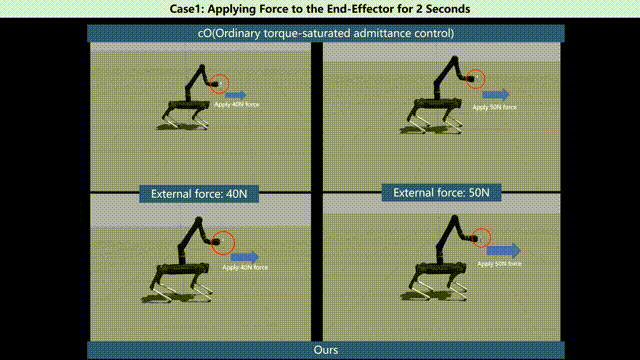 Case1: Applying Force to the End-Effector for 2 Seconds
cO(Ordinary torque-saturated admittance control)
Apply 40N force
Apply 50N force
External force: 40N
External force: 50N
Apply 40N force
Apply 50N force
Ours